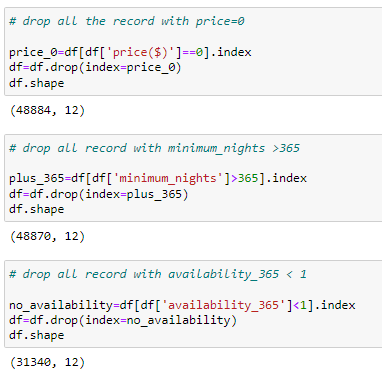 # drop all the record with price=0
price_0=df[df['price($)']==0].index
df=df.drop(index=price_0)
df.shape
(48884, 12)
# drop all record with minimum_nights >365
plus_365=df[df['minimum_nights']>365].index
df=df.drop(index=plus_365)
df.shape
(48870, 12)
# drop all record with availability_365 < 1
no_availability=df[df['availability_365']<1].index
df=df.drop(index=no_availability)
df.shape
(31340, 12)